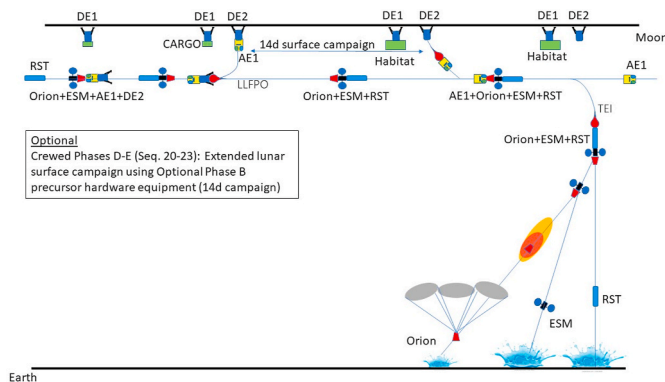 DE1
DE1
DE2
DE1
DE2
DE1
DE2
Moon
CARGO
14d surface campaign
RST
AE1
Habitat
Habitat
AE1
LLFPO
Orion+ESM+AE1+DE2
Orion+ESM+RST
AE1+Orion+ESM+RST
TEI
Orion+ESM+RST
Optional
Crewed Phases D-E (Seq. 20-23): Extended lunar
surface campaign using Optional Phase B
precursor hardware equipment (14d campaign)
RST
ESM
Orion
Earth